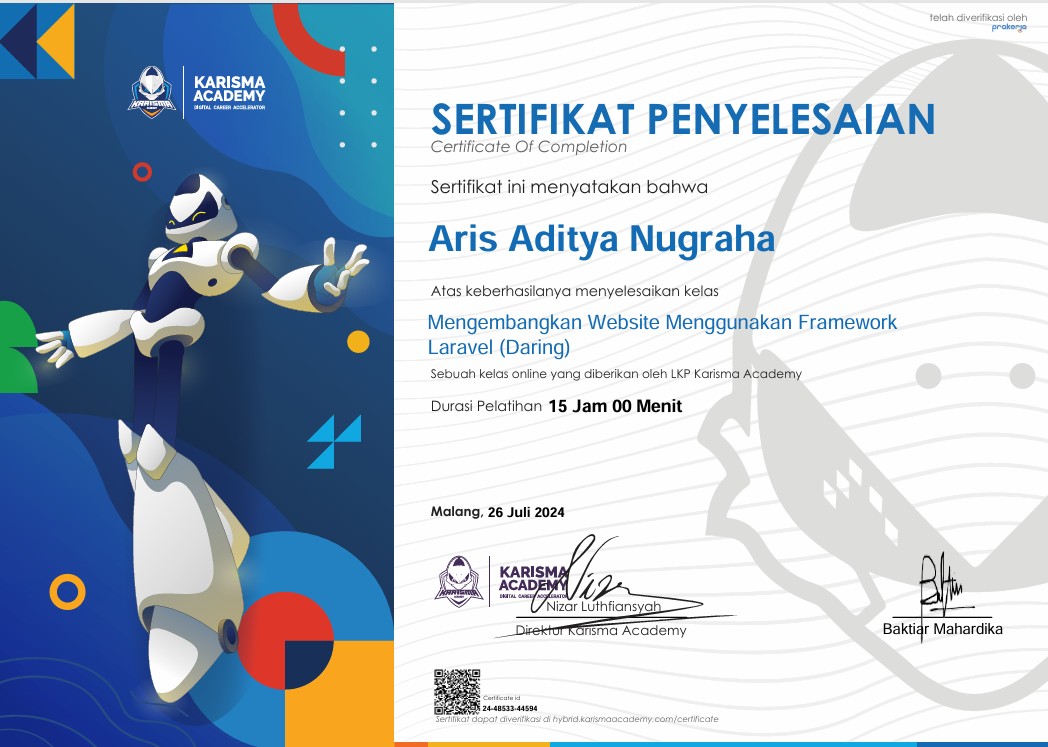 telah diverifikasi oleh
prakerja
KARISMA
ACADEMY
DIGITAL CAREER ACCELERATOR
KARISMA
SERTIFIKAT PENYELESAIAN
Certificate Of Completion
Sertifikat ini menyatakan bahwa
Aris Aditya Nugraha
Atas keberhasilanya menyelesaikan kelas
Mengembangkan Website Menggunakan Framework
Laravel (Daring)
Sebuah kelas online yang diberikan oleh LKP Karisma Academy
Durasi Pelatihan 15 Jam 00 Menit
Malang, 26 Juli 2024
KARISMA
KARISMA
ACADEMY
DIGITAL CAREER ACCELERATOR
Nizar Luthfiansyah
Direktur Karisma Academy
Baktiar Mahardika
Certificate Id
24-48533-44594
Sertifikat dapat diverifikasi di hybrid.karismaacademy.com/certificate